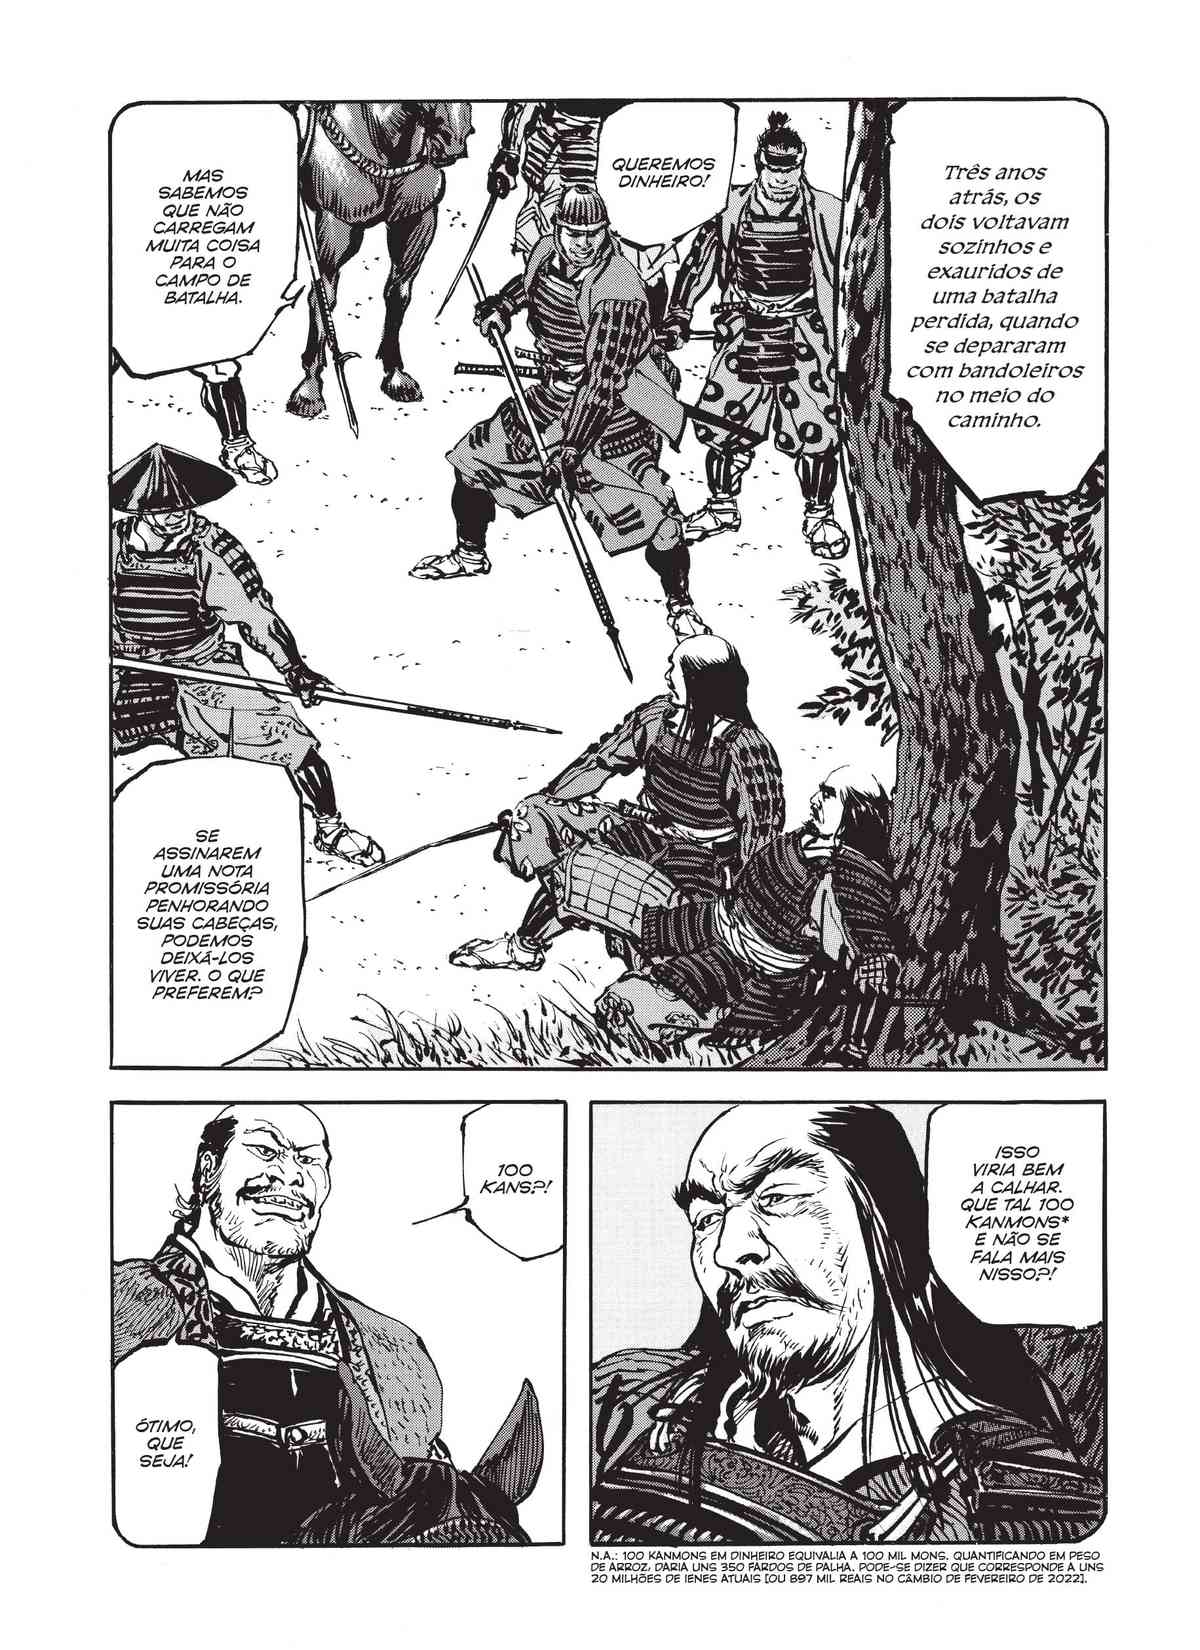 Três anos
atrás, os
dois voltavam
sozinhos e
exauridos de
uma batalha
perdida, quando
se depararam
com bandoleiros
no meio do
caminho.
QUEREMOS
DINHEIRO!
MAS
SABEMOS
QUE NÃO
CARREGAM
MUITA COISA
PARA O
CAMPO DE
BATALHA.
SE
ASSINAREM
UMA NOTA
PROMISSÓRIA
PENHORANDO
SUAS CABEÇAS,
PODEMOS
DEIXÁ-LOS
VIVER. O QUE
PREFEREM?
ISSO
VIRIA BEM
A CALHAR.
QUE TAL 100
KANMONS*
E NÃO SE
FALA MAIS
NISSO?!
100
KANS?!
ÓTIMO,
QUE
SEJA!
N.A.: 100 KANMONS EM DINHEIRO EQUIVALIA A 100 MIL MONS. QUANTIFICANDO EM PESO
DE ARROZ, DARIA UNS 350 FARDOS DE PALHA. PODE-SE DIZER QUE CORRESPONDE A UNS
20 MILHÕES DE IENES ATUAIS [OU 897 MIL REAIS NO CÂMBIO DE FEVEREIRO DE 2022].